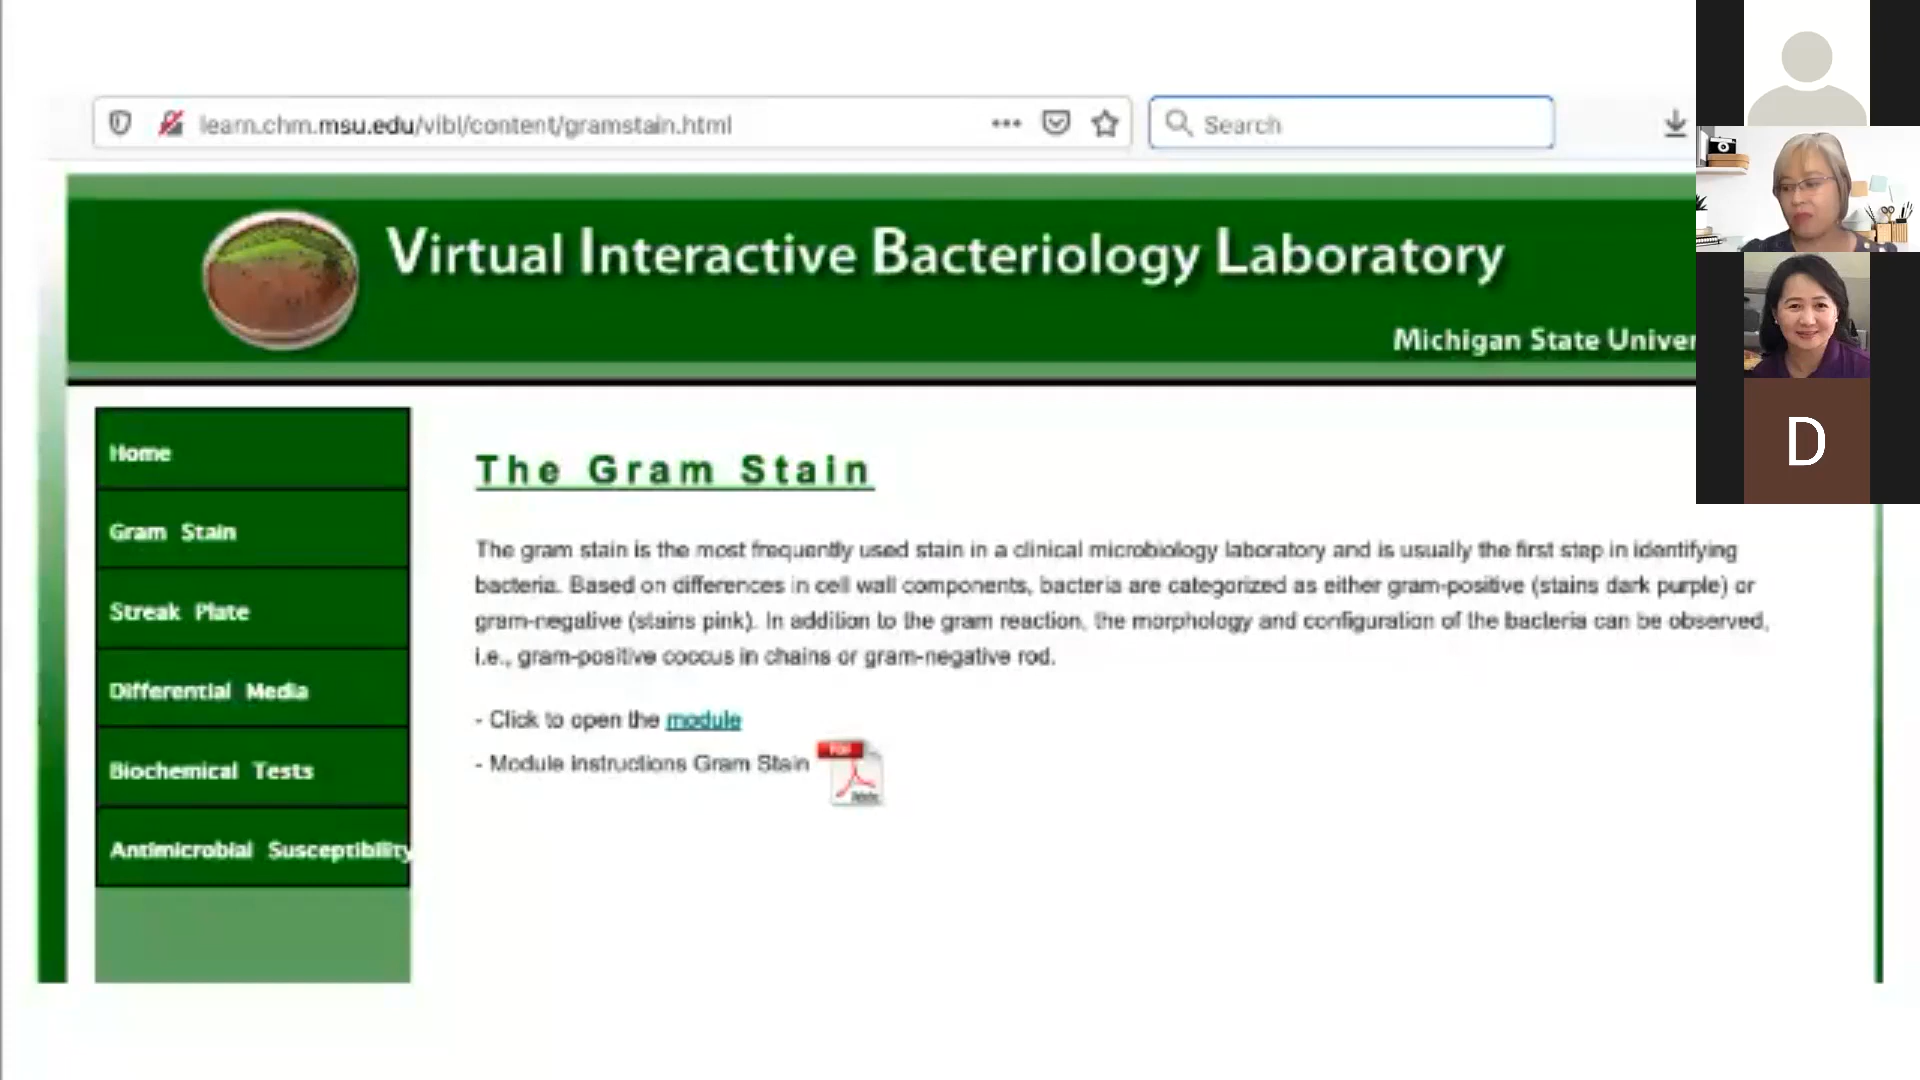 learn.chm.msu.edu/vibl/content/gramstain.html
Search
Virtual Interactive Bacteriology Laboratory
Michigan State Univer
Home
Gram Stain
Streak Plate
Differential Media
Biochemical Tests
Antimicrobial Susceptibility
The Gram Stain
The gram stain is the most frequently used stain in a clinical microbiology laboratory and is usually the first step in identifying
bacteria. Based on differences in cell wall components, bacteria are categorized as either gram-positive (stains dark purple) or
gram-negative (stains pink). In addition to the gram reaction, the morphology and configuration of the bacteria can be observed,
i.e., gram-positive coccus in chains or gram-negative rod.
- Click to open the module
- Module Instructions Gram Stain
PDF
Adobe
D